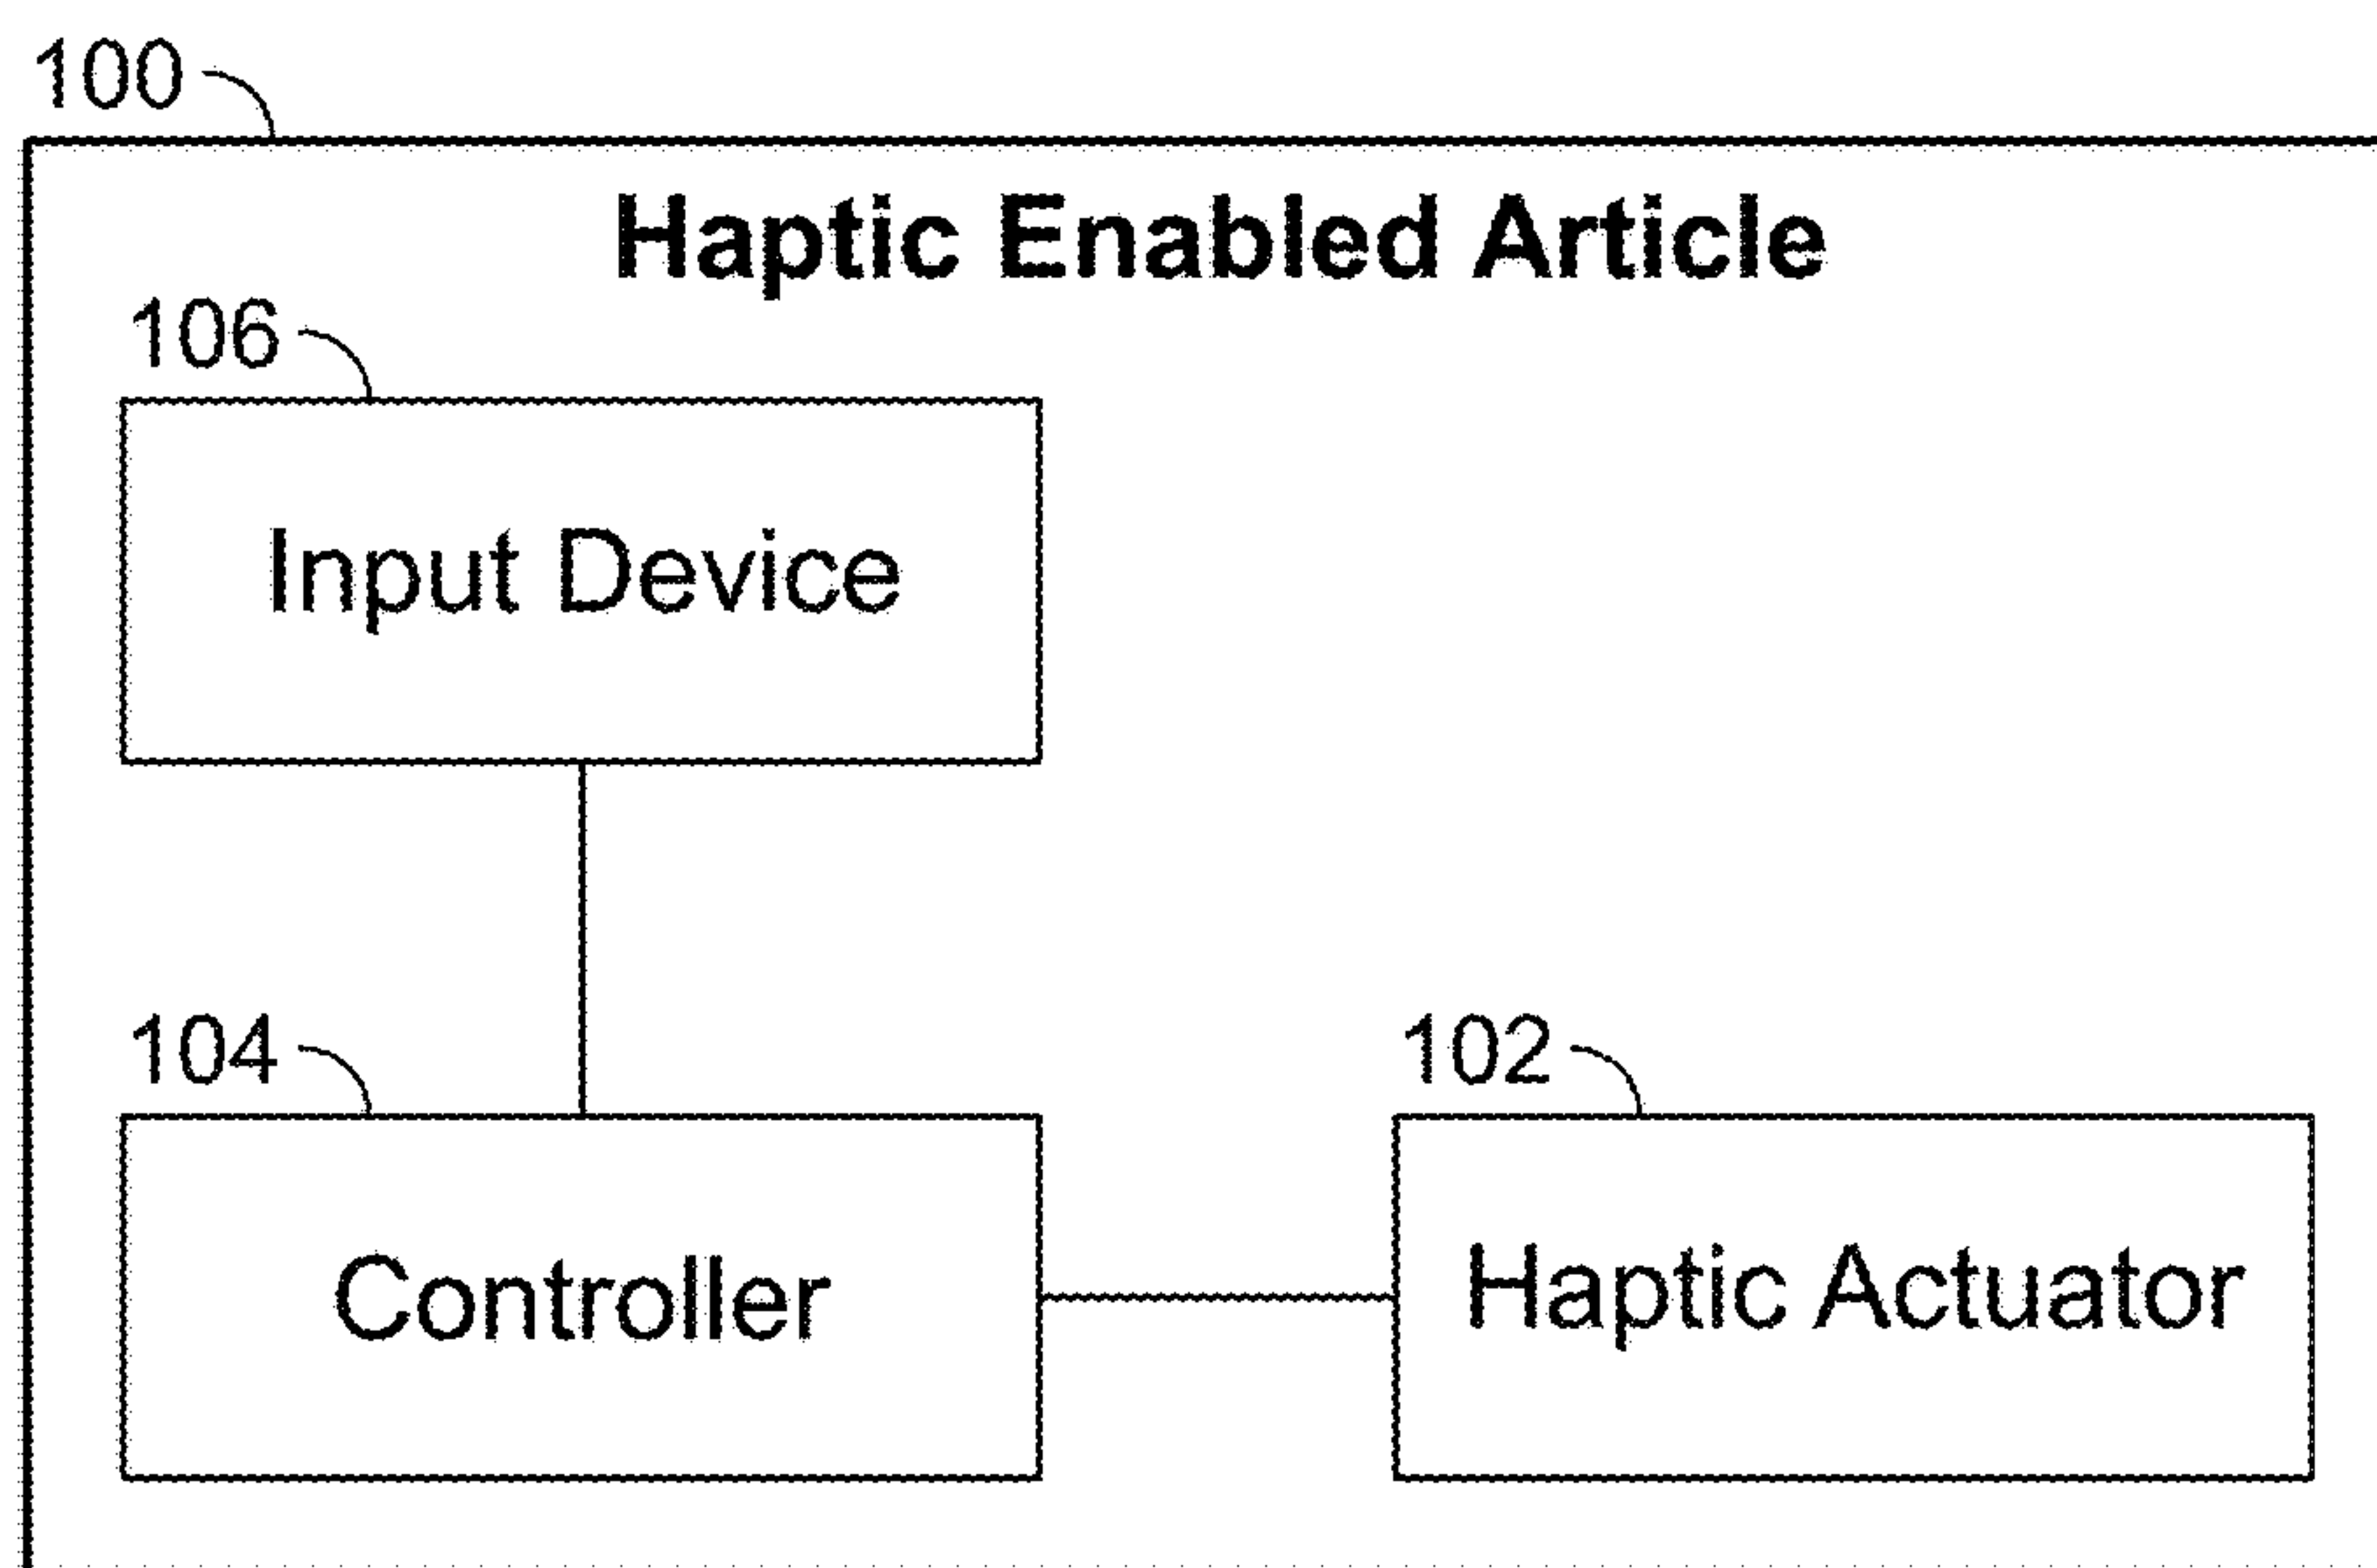 100
Haptic Enabled Article
106
Input Device
104
102
Controller
Haptic Actuator